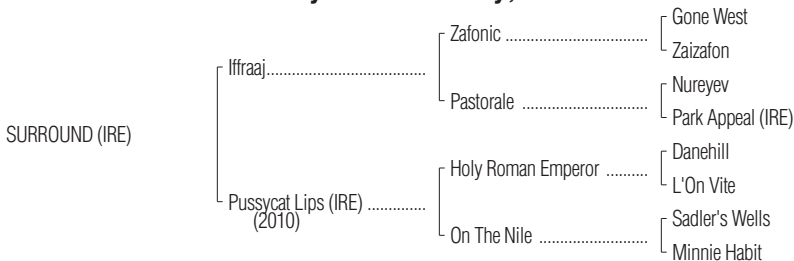 Gone West
Zafonic
Zaizafon
Iffraaj
Nureyev
Pastorale
Park Appeal (IRE)
SURROUND (IRE)
Danehill
Holy Roman Emperor
L'On Vite
Pussycat Lips (IRE)
(2010)
Sadler's Wells
On The Nile
Minnie Habit